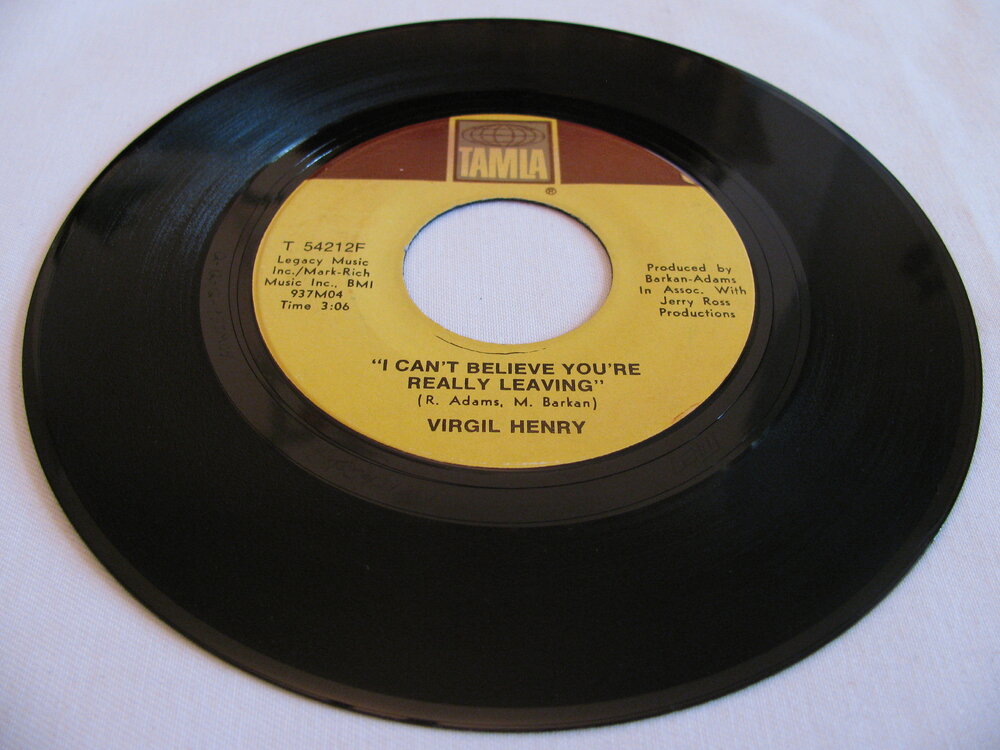 TAMLA
®
T 54212F
Legacy Music
Inc./Mark-Rich
Music Inc., BMI
937M04
Time 3:06
Produced by
Barkan-Adams
In Assoc. With
Jerry Ross
Productions
"I CAN'T BELIEVE YOU'RE
REALLY LEAVING"
(R. Adams, M. Barkan)
VIRGIL HENRY